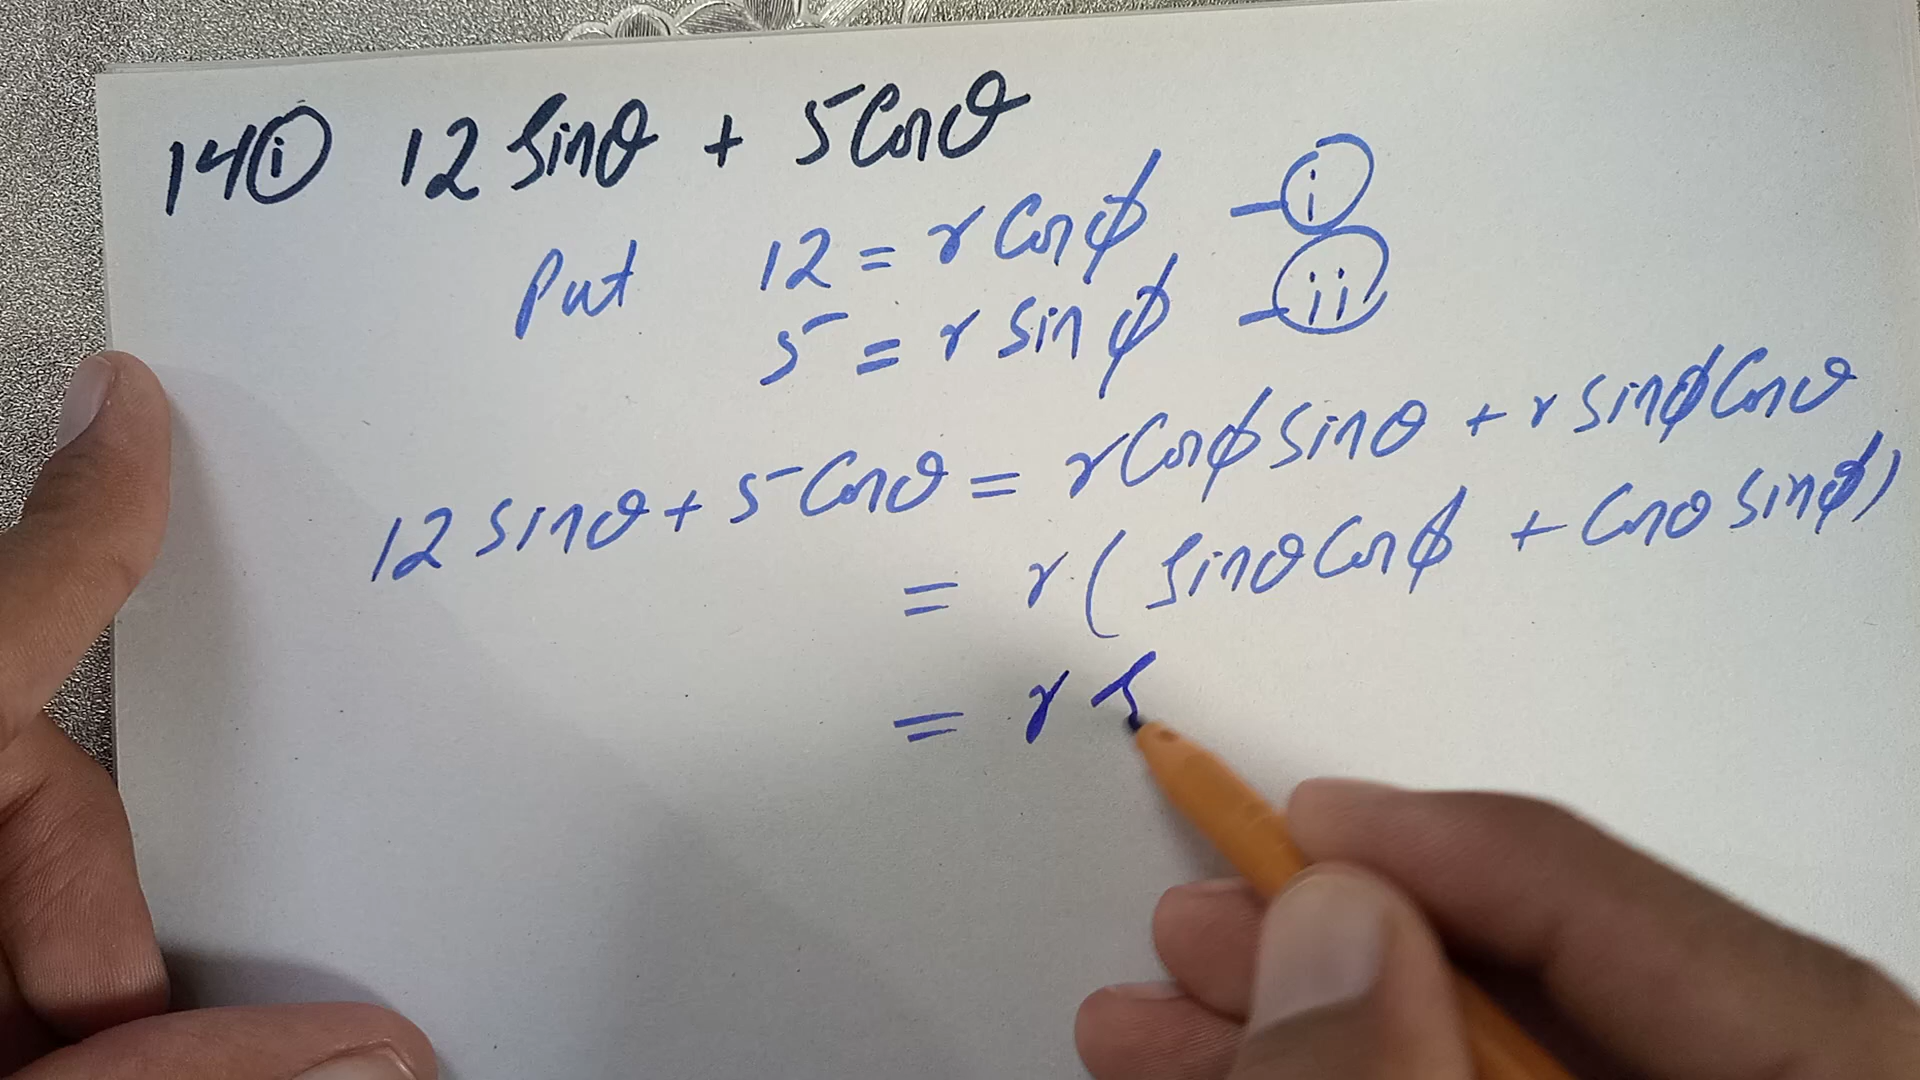 14 (i) 12 sinθ + 5 Cosθ
Put 12 = r Cosϕ - (i)
5 = r sin ϕ - (ii)
12 sinθ + 5 Cosθ = r Cosϕ sinθ + r sinϕ Cosθ
= r ( sinθ Cosϕ + Cosθ sinϕ)
= r s